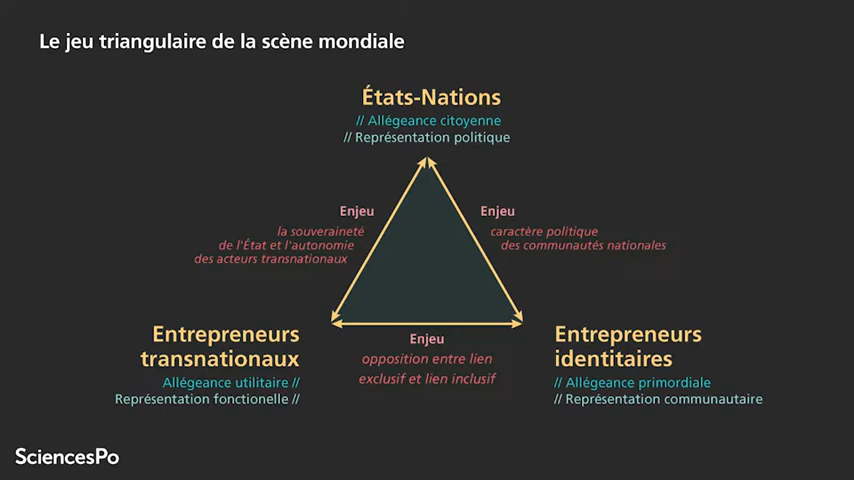 Le jeu triangulaire de la scène mondiale
États-Nations
// Allégeance citoyenne
// Représentation politique
Enjeu
la souveraineté
de l'État et l'autonomie
des acteurs transnationaux
Enjeu
caractère politique
des communautés nationales
Entrepreneurs
transnationaux
Allégeance utilitaire //
Représentation fonctionelle //
Enjeu
opposition entre lien
exclusif et lien inclusif
Entrepreneurs
identitaires
// Allégeance primordiale
// Représentation communautaire
SciencesPo